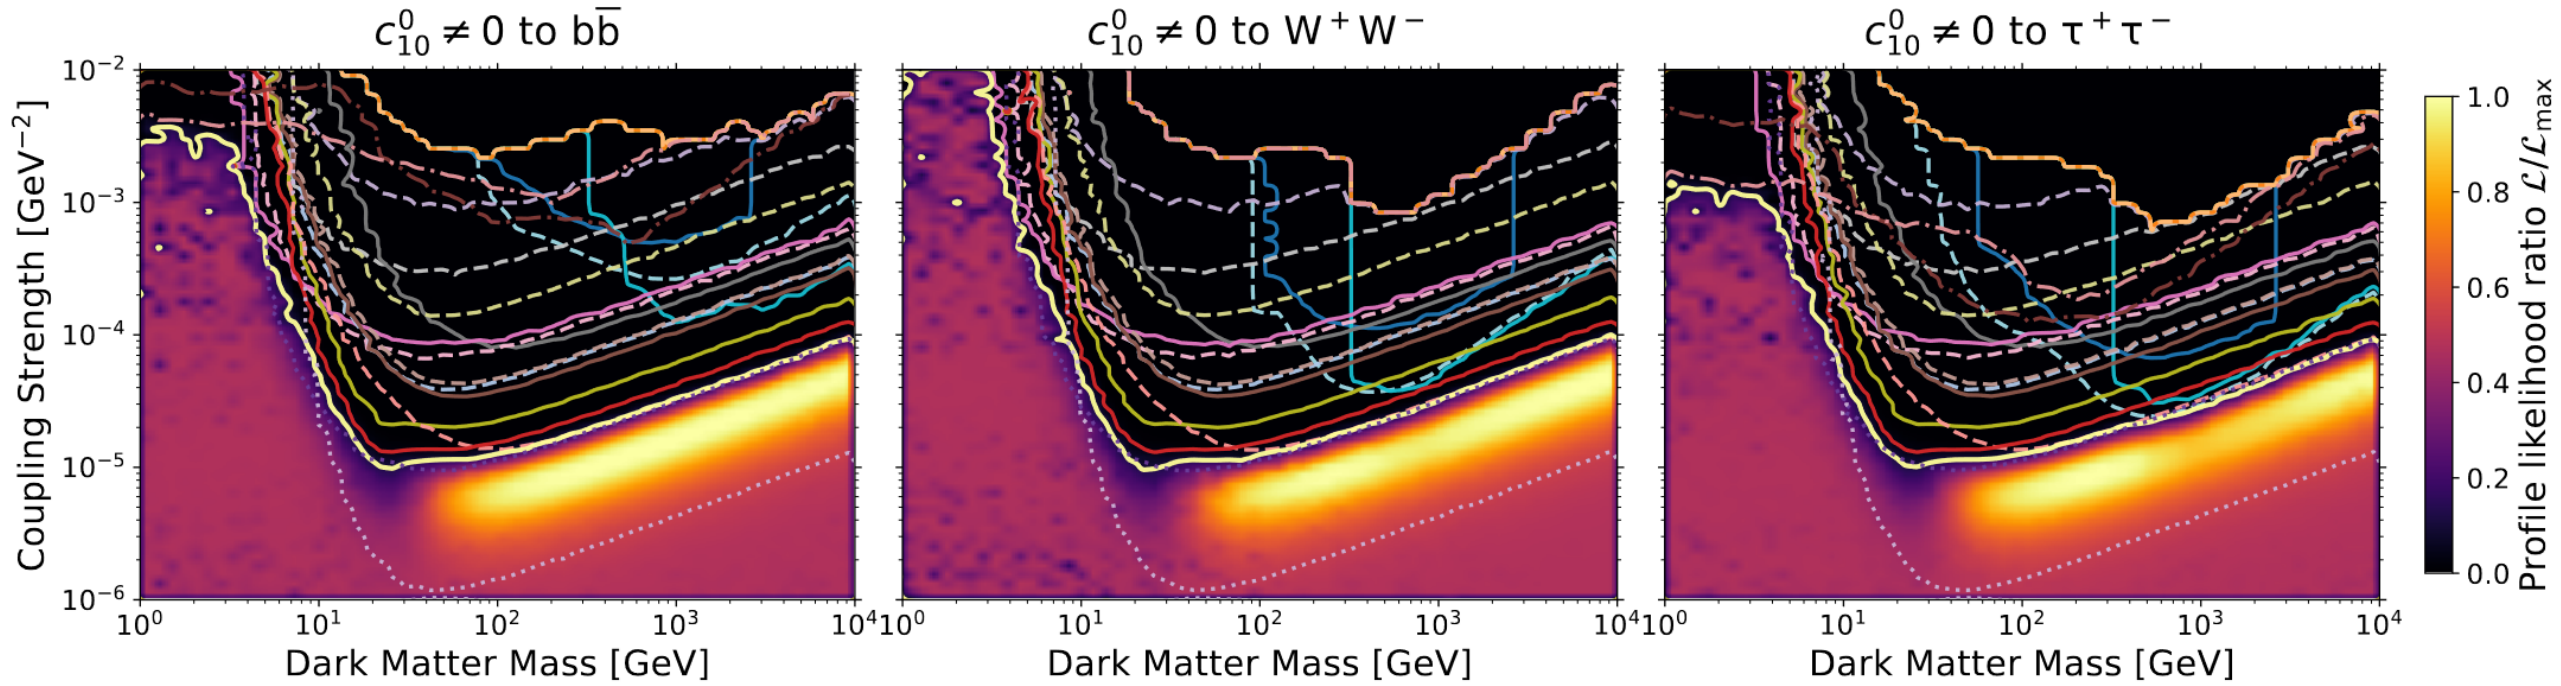 c₁₀⁰ ≠ 0 to bb̅
c₁₀⁰ ≠ 0 to W⁺W⁻
c₁₀⁰ ≠ 0 to τ⁺τ⁻
Coupling Strength [GeV⁻²]
10⁻²
10⁻³
10⁻⁴
10⁻⁵
10⁻⁶
10⁰ 10¹ 10² 10³ 10⁴
10⁰ 10¹ 10² 10³ 10⁴
10⁰ 10¹ 10² 10³ 10⁴
Dark Matter Mass [GeV]
Dark Matter Mass [GeV]
Dark Matter Mass [GeV]
1.0
0.8
0.6
0.4
0.2
0.0
Profile likelihood ratio ℒ/ℒmax